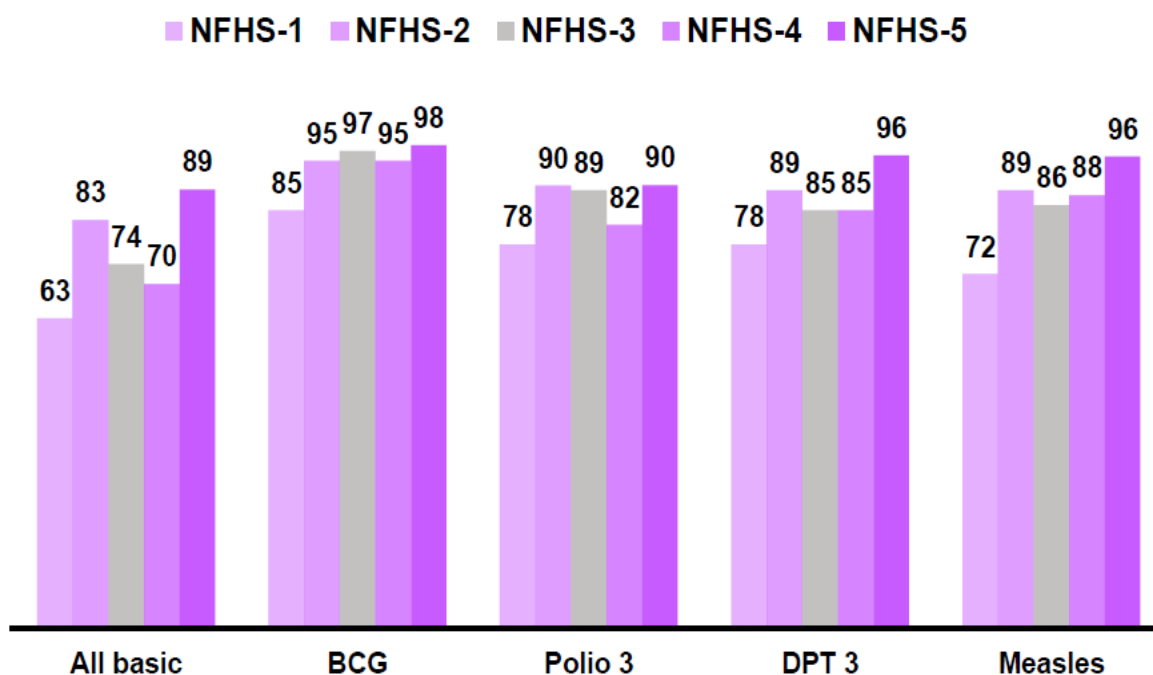 NFHS-1 NFHS-2 NFHS-3 NFHS-4 NFHS-5
63 83 74 70 89
85 95 97 95 98
78 90 89 82 90
78 89 85 85 96
72 89 86 88 96
All basic BCG Polio 3 DPT 3 Measles